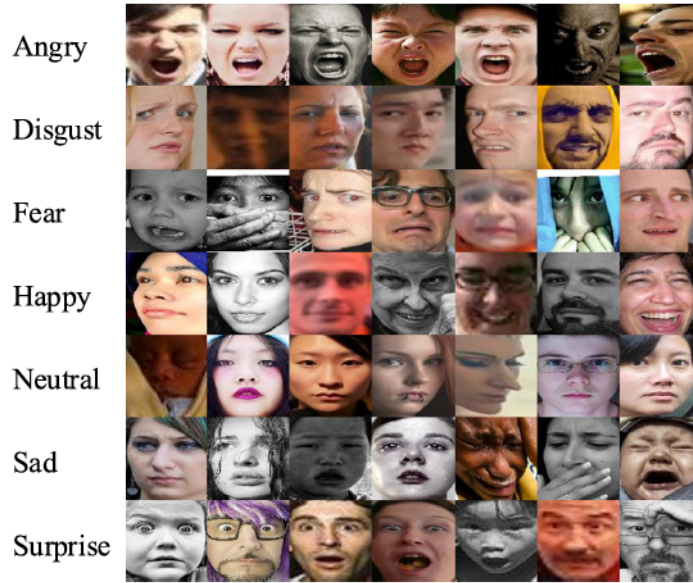 Angry
Disgust
Fear
Happy
Neutral
Sad
Surprise